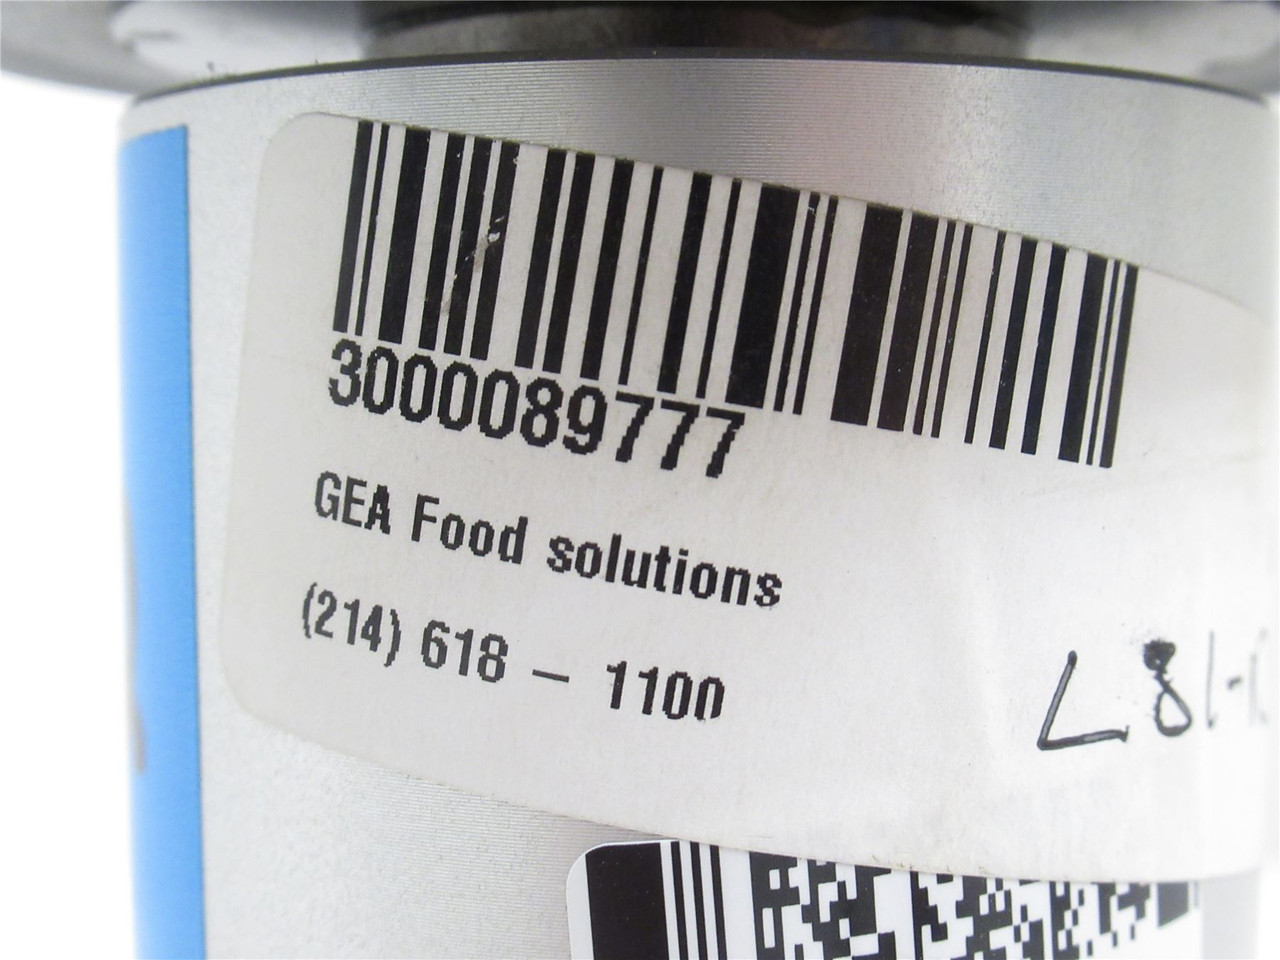 3000089777
GEA Food solutions
(214) 618 - 1100